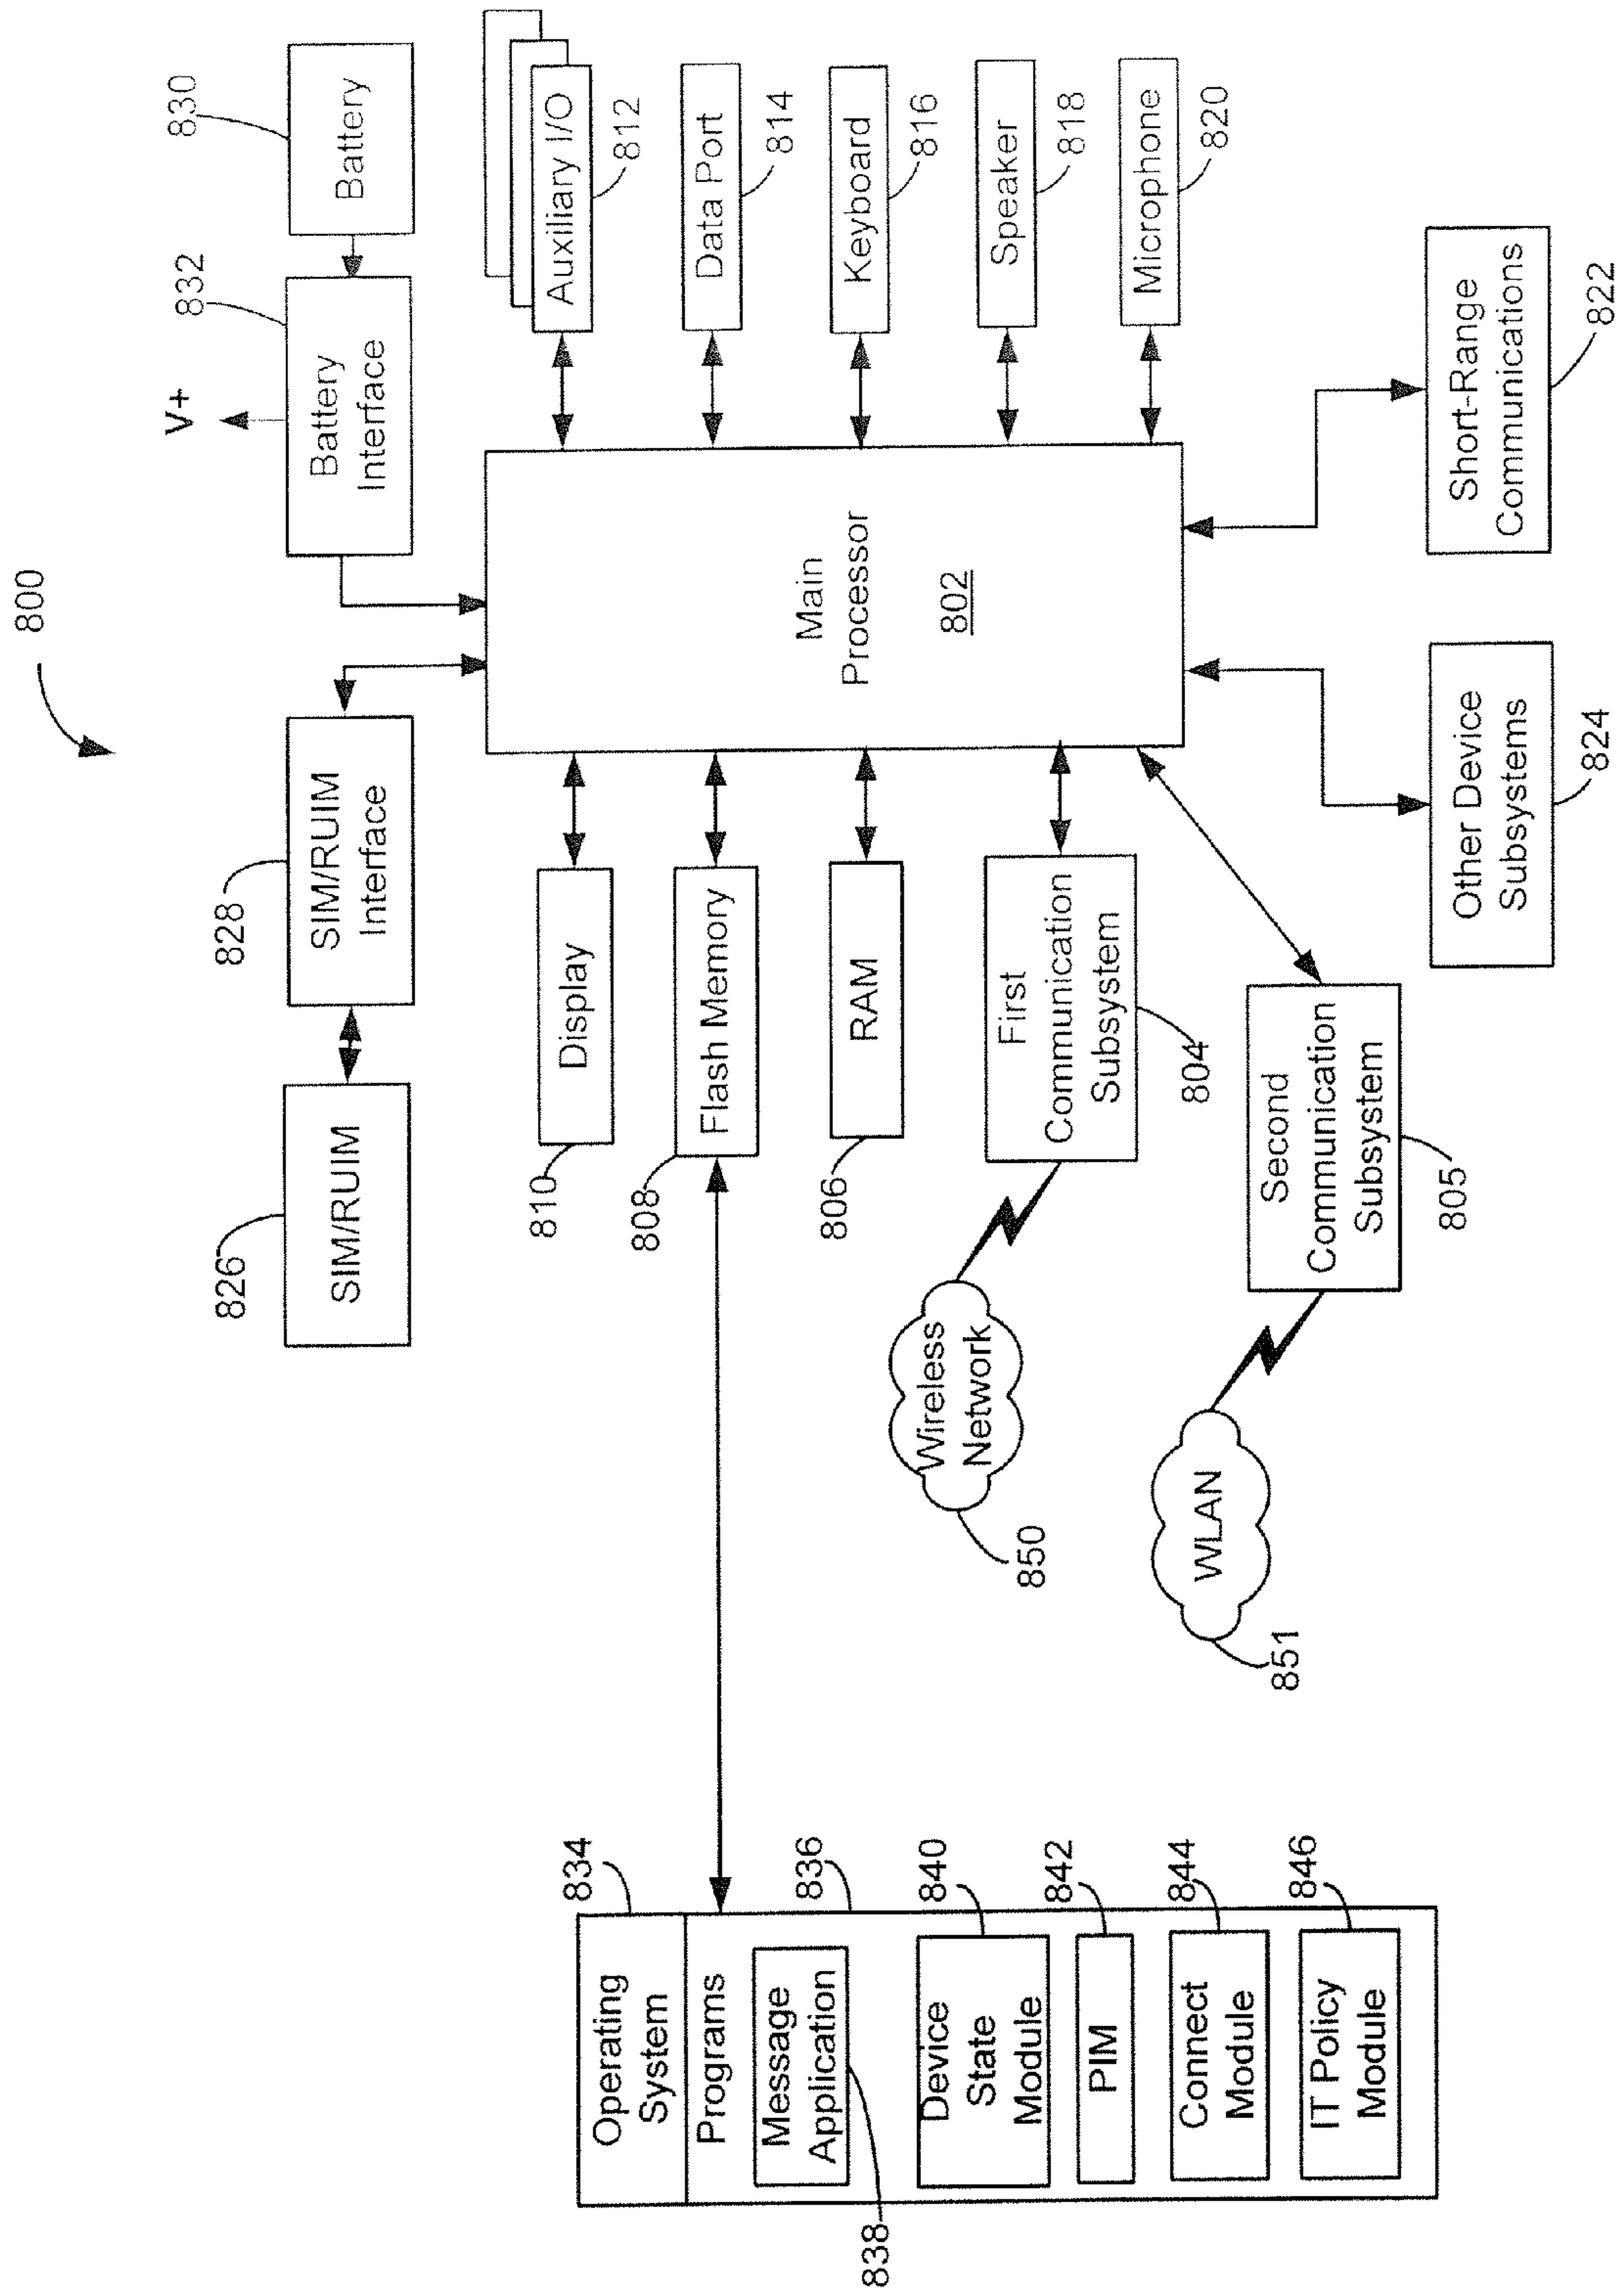 800
826
SIM/RUIM
828
SIM/RUIM
Interface
V+
832
Battery
Interface
830
Battery
834
Operating
System
Programs
836
Message
Application
838
Device
State
Module
840
PIM
842
Connect
Module
844
IT Policy
Module
846
810
Display
808
Flash Memory
806
RAM
First
Communication
Subsystem
804
Second
Communication
Subsystem
805
Wireless
Network
850
WLAN
851
Main
Processor
802
Auxiliary I/O
812
Data Port
814
Keyboard
816
Speaker
818
Microphone
820
Other Device
Subsystems
824
Short-Range
Communications
822